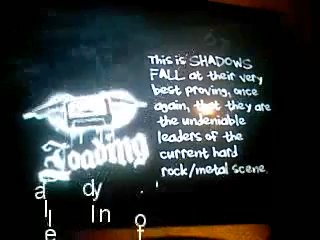 This is SHADOWS
FALL at their very
best proving, once
again, that they are
the undeniable
leaders of the
current hard
rock/metal scene.
Loading